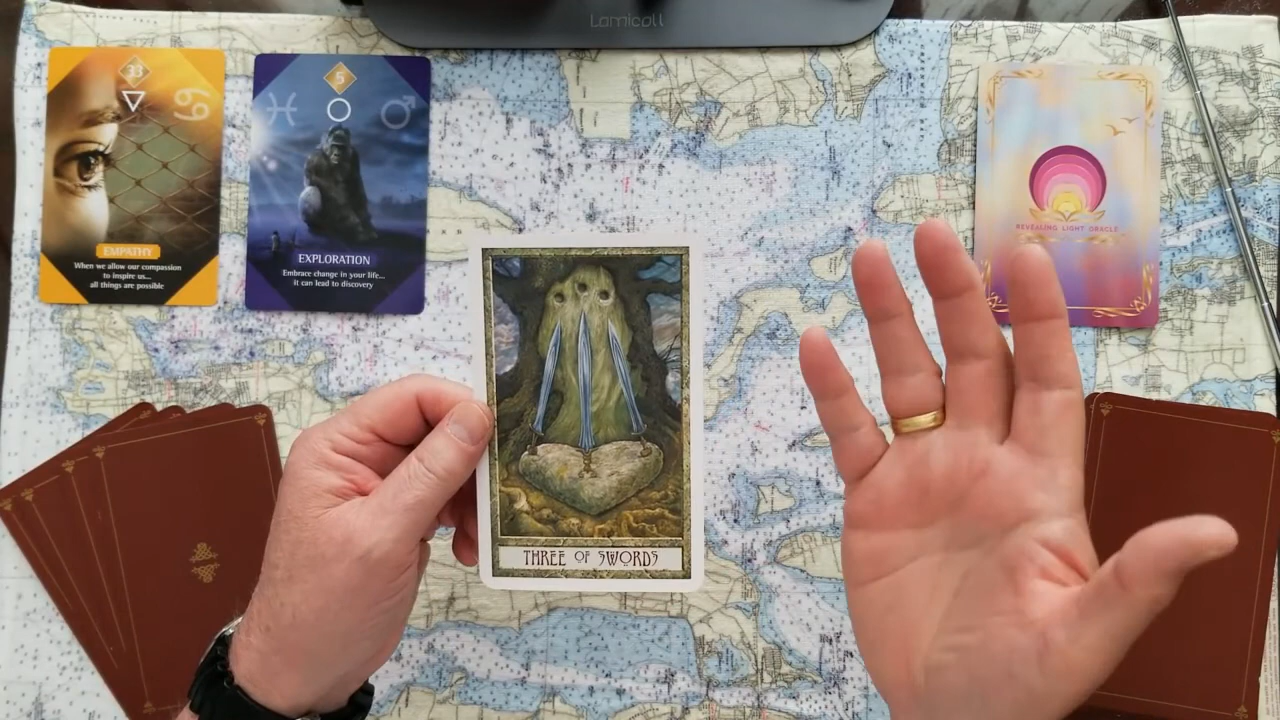 Lamicall
33
EMPATHY
When we allow our compassion
to inspire us...
all things are possible
5
EXPLORATION
Embrace change in your life...
it can lead to discovery
REVEALING LIGHT ORACLE
THREE OF SWORDS